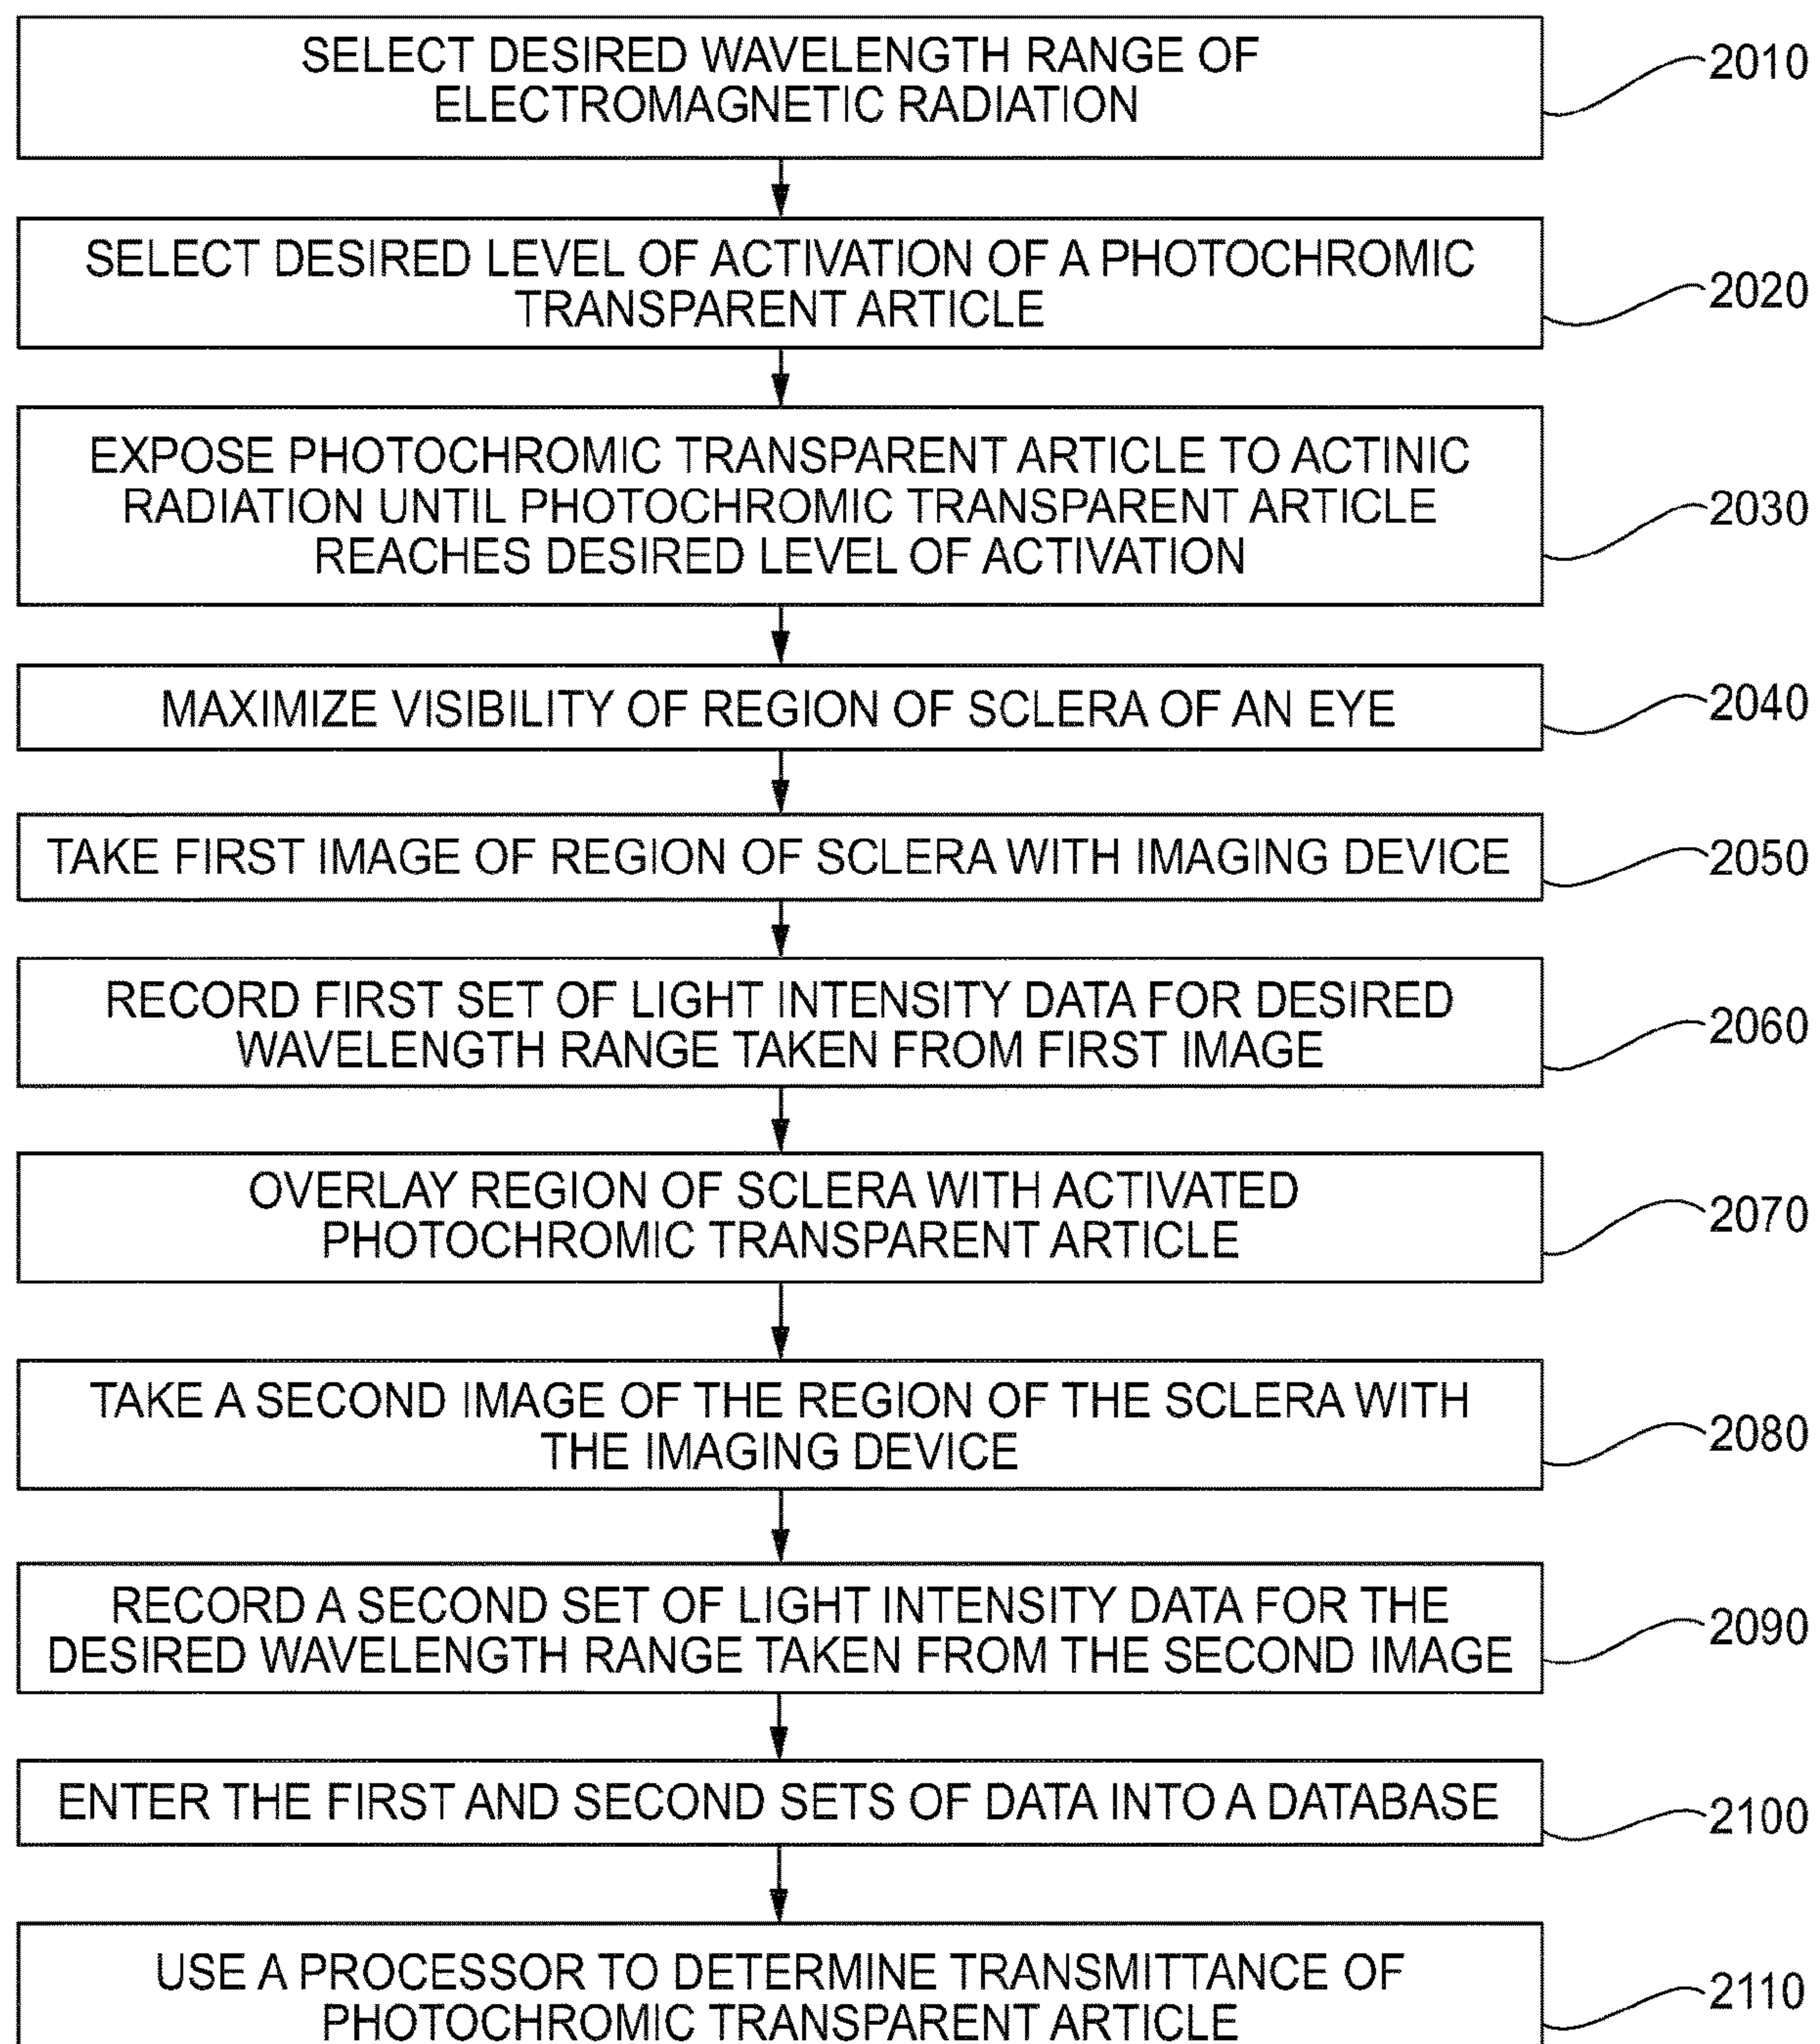 SELECT DESIRED WAVELENGTH RANGE OF
ELECTROMAGNETIC RADIATION
2010
SELECT DESIRED LEVEL OF ACTIVATION OF A PHOTOCHROMIC
TRANSPARENT ARTICLE
2020
EXPOSE PHOTOCHROMIC TRANSPARENT ARTICLE TO ACTINIC
RADIATION UNTIL PHOTOCHROMIC TRANSPARENT ARTICLE
REACHES DESIRED LEVEL OF ACTIVATION
2030
MAXIMIZE VISIBILITY OF REGION OF SCLERA OF AN EYE
2040
TAKE FIRST IMAGE OF REGION OF SCLERA WITH IMAGING DEVICE
2050
RECORD FIRST SET OF LIGHT INTENSITY DATA FOR DESIRED
WAVELENGTH RANGE TAKEN FROM FIRST IMAGE
2060
OVERLAY REGION OF SCLERA WITH ACTIVATED
PHOTOCHROMIC TRANSPARENT ARTICLE
2070
TAKE A SECOND IMAGE OF THE REGION OF THE SCLERA WITH
THE IMAGING DEVICE
2080
RECORD A SECOND SET OF LIGHT INTENSITY DATA FOR THE
DESIRED WAVELENGTH RANGE TAKEN FROM THE SECOND IMAGE
2090
ENTER THE FIRST AND SECOND SETS OF DATA INTO A DATABASE
2100
USE A PROCESSOR TO DETERMINE TRANSMITTANCE OF
PHOTOCHROMIC TRANSPARENT ARTICLE
2110